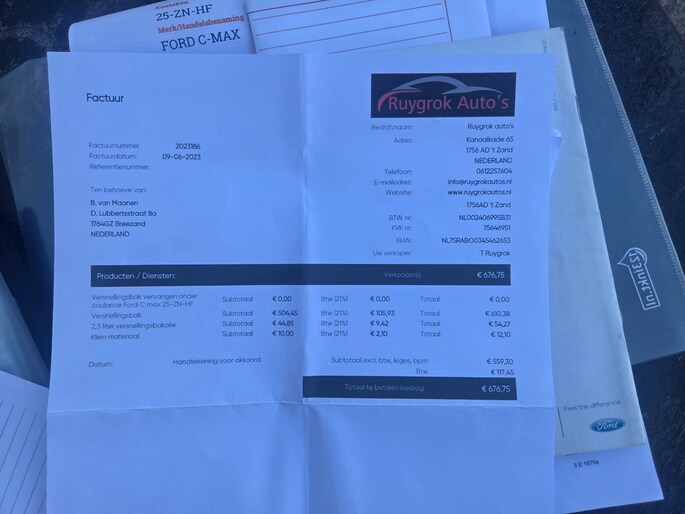 25-ZN-HF
Merk/Handelsbenaming
FORD C-MAX
Factuur
Ruygrok Auto's
Bedrijfsnaam: Ruygrok auto's
Adres: Kanaalkade 65
1756 AD 't Zand
NEDERLAND
Telefoon: 0612257604
E-mailadres: info@ruygrokautos.nl
Website: www.ruygrokautos.nl
1756AD 't Zand
BTW nr: NL002406995B31
KVK nr: 75646951
IBAN: NL75RABO0345462653
Uw verkoper: T Ruygrok
Factuurnummer 2023186
Factuurdatum: 09-06-2023
Referentienummer:
Ten behoeve van:
B. van Maanen
D. Lubbertsstraat 8a
1764GZ Breezand
NEDERLAND
Producten / Diensten: Verkoopprijs € 676,75
Versnellingsbak vervangen onder Subtotaal € 0,00 Btw (21%) € 0,00 Totaal € 0,00
coulance Ford C max 25-ZN-HF
Versnellingsbak Subtotaal € 504,45 Btw (21%) € 105,93 Totaal € 610,38
2,3 liter versnellingsbakolie Subtotaal € 44,85 Btw (21%) € 9,42 Totaal € 54,27
Klein materiaal Subtotaal € 10,00 Btw (21%) € 2,10 Totaal € 12,10
Datum: Handtekening voor akkoord: Subtotaal excl. btw, leges, bpm € 559,30
Btw € 117,45
Totaal te betalen bedrag € 676,75
123inkt.nl
Feel the difference
Ford